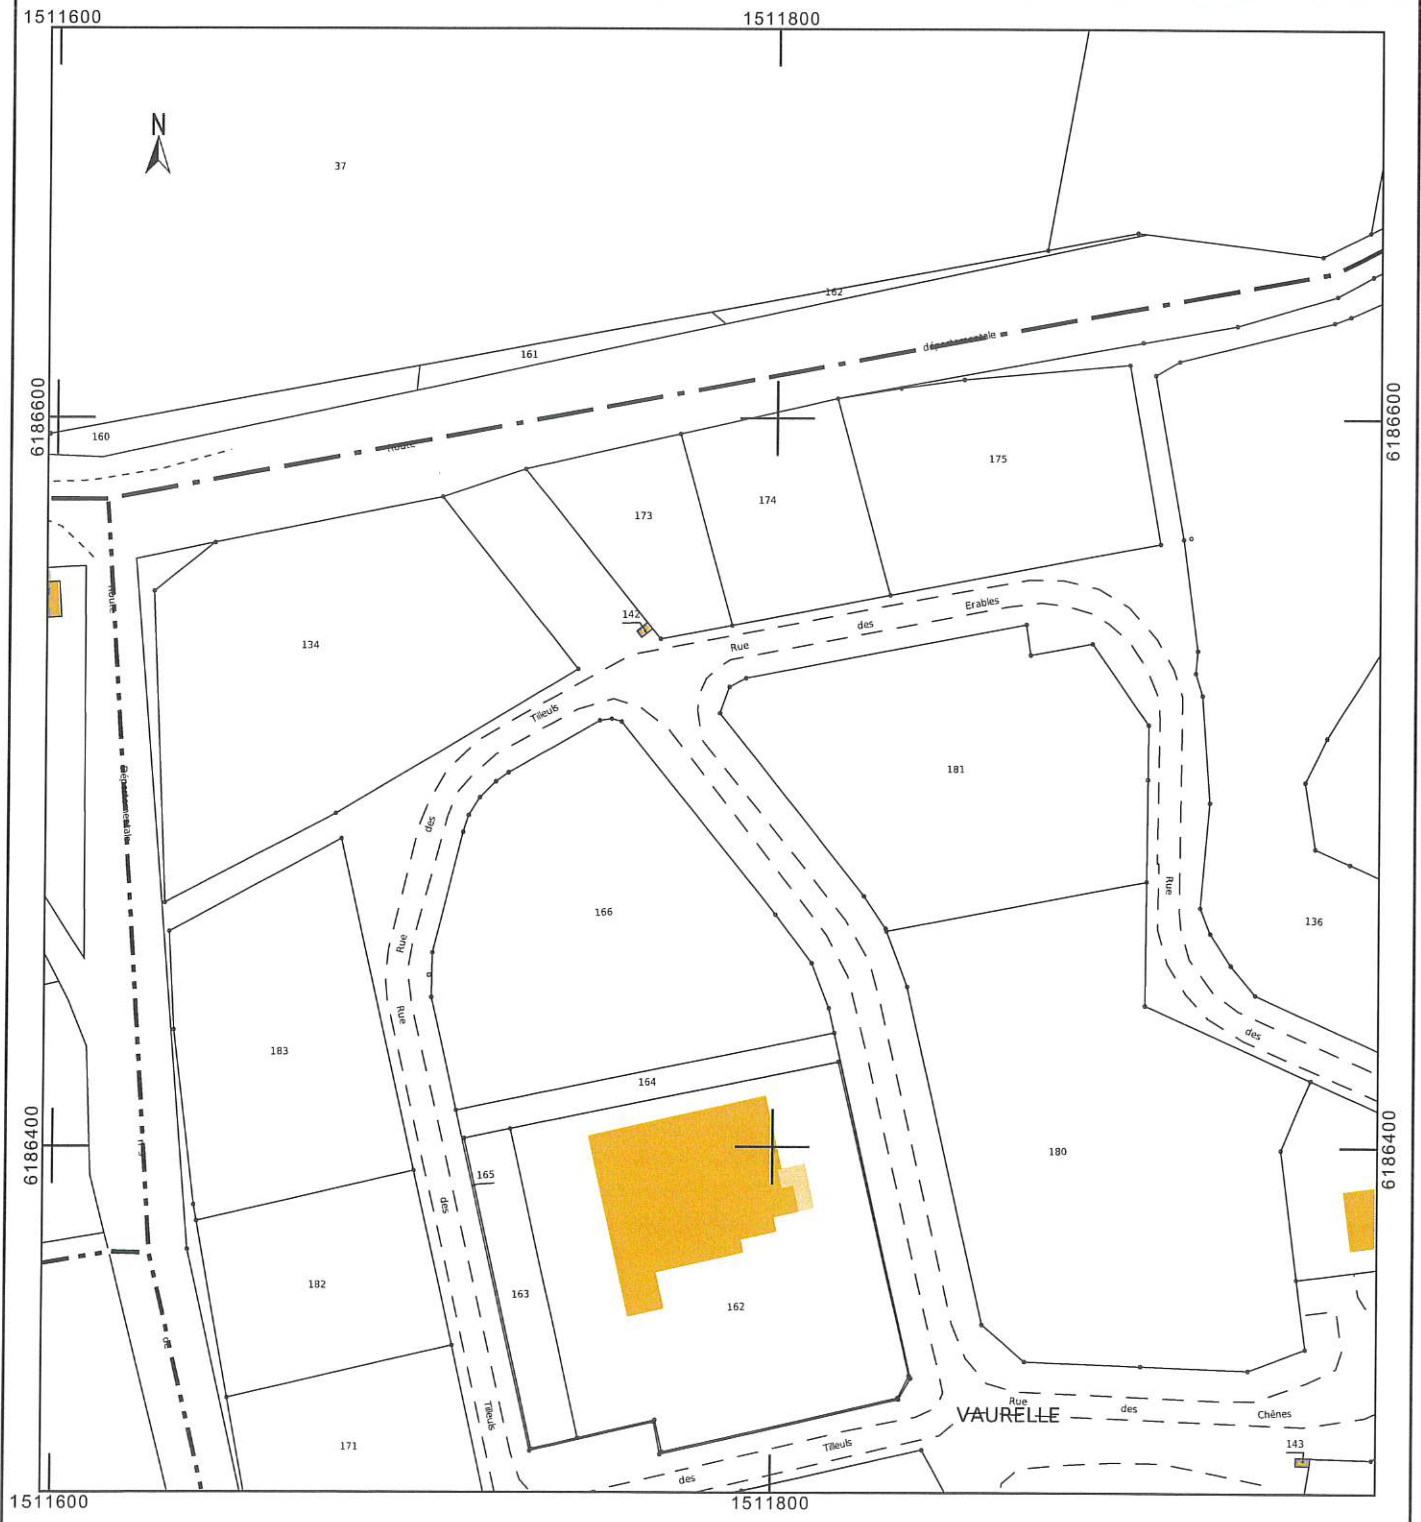 1511600
1511800
N
37
162
départementale
161
6186600
6186600
160
Route
175
174
173
Route
142
Erables
des
134
Rue
Tilleuls
181
Départementale
des
Rue
166
136
Rue
Rue
des
183
164
6186400
6186400
180
165
des
182
163
162
de
Rue
des
VAURELLE
Chênes
Tilleuls
Tilleuls
171
143
des
1511600
1511800